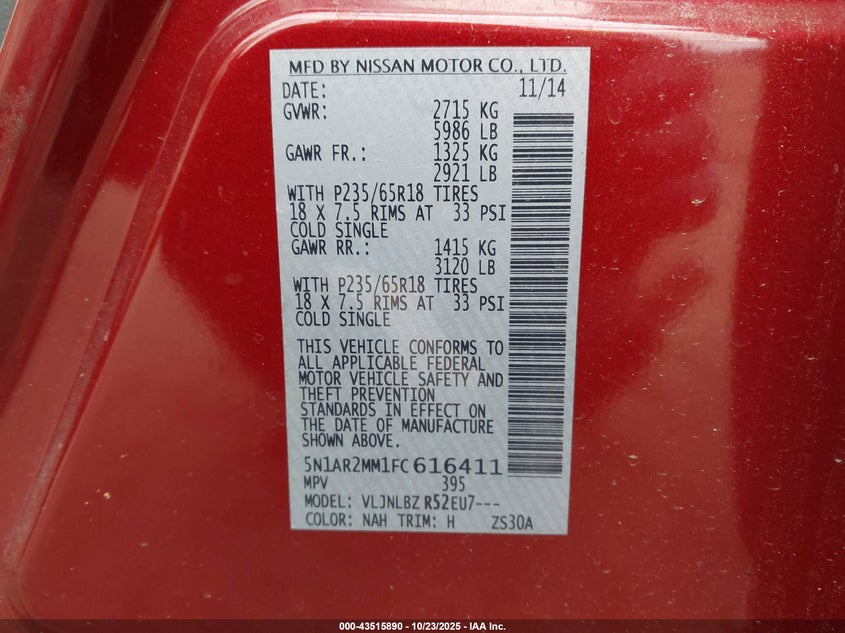 MFD BY NISSAN MOTOR CO., LTD.
DATE: 11/14
GVWR: 2715 KG
5986 LB
GAWR FR.: 1325 KG
2921 LB
WITH P235/65R18 TIRES
18 X 7.5 RIMS AT 33 PSI
COLD SINGLE
GAWR RR.: 1415 KG
3120 LB
WITH P235/65R18 TIRES
18 X 7.5 RIMS AT 33 PSI
COLD SINGLE
THIS VEHICLE CONFORMS TO
ALL APPLICABLE FEDERAL
MOTOR VEHICLE SAFETY AND
THEFT PREVENTION
STANDARDS IN EFFECT ON
THE DATE OF MANUFACTURE
SHOWN ABOVE.
5N1AR2MM1FC616411
MPV 395
MODEL: VLJNLBZ R52EU7---
COLOR: NAH TRIM: H ZS30A
000-43515890 - 10/23/2025 - IAA Inc.